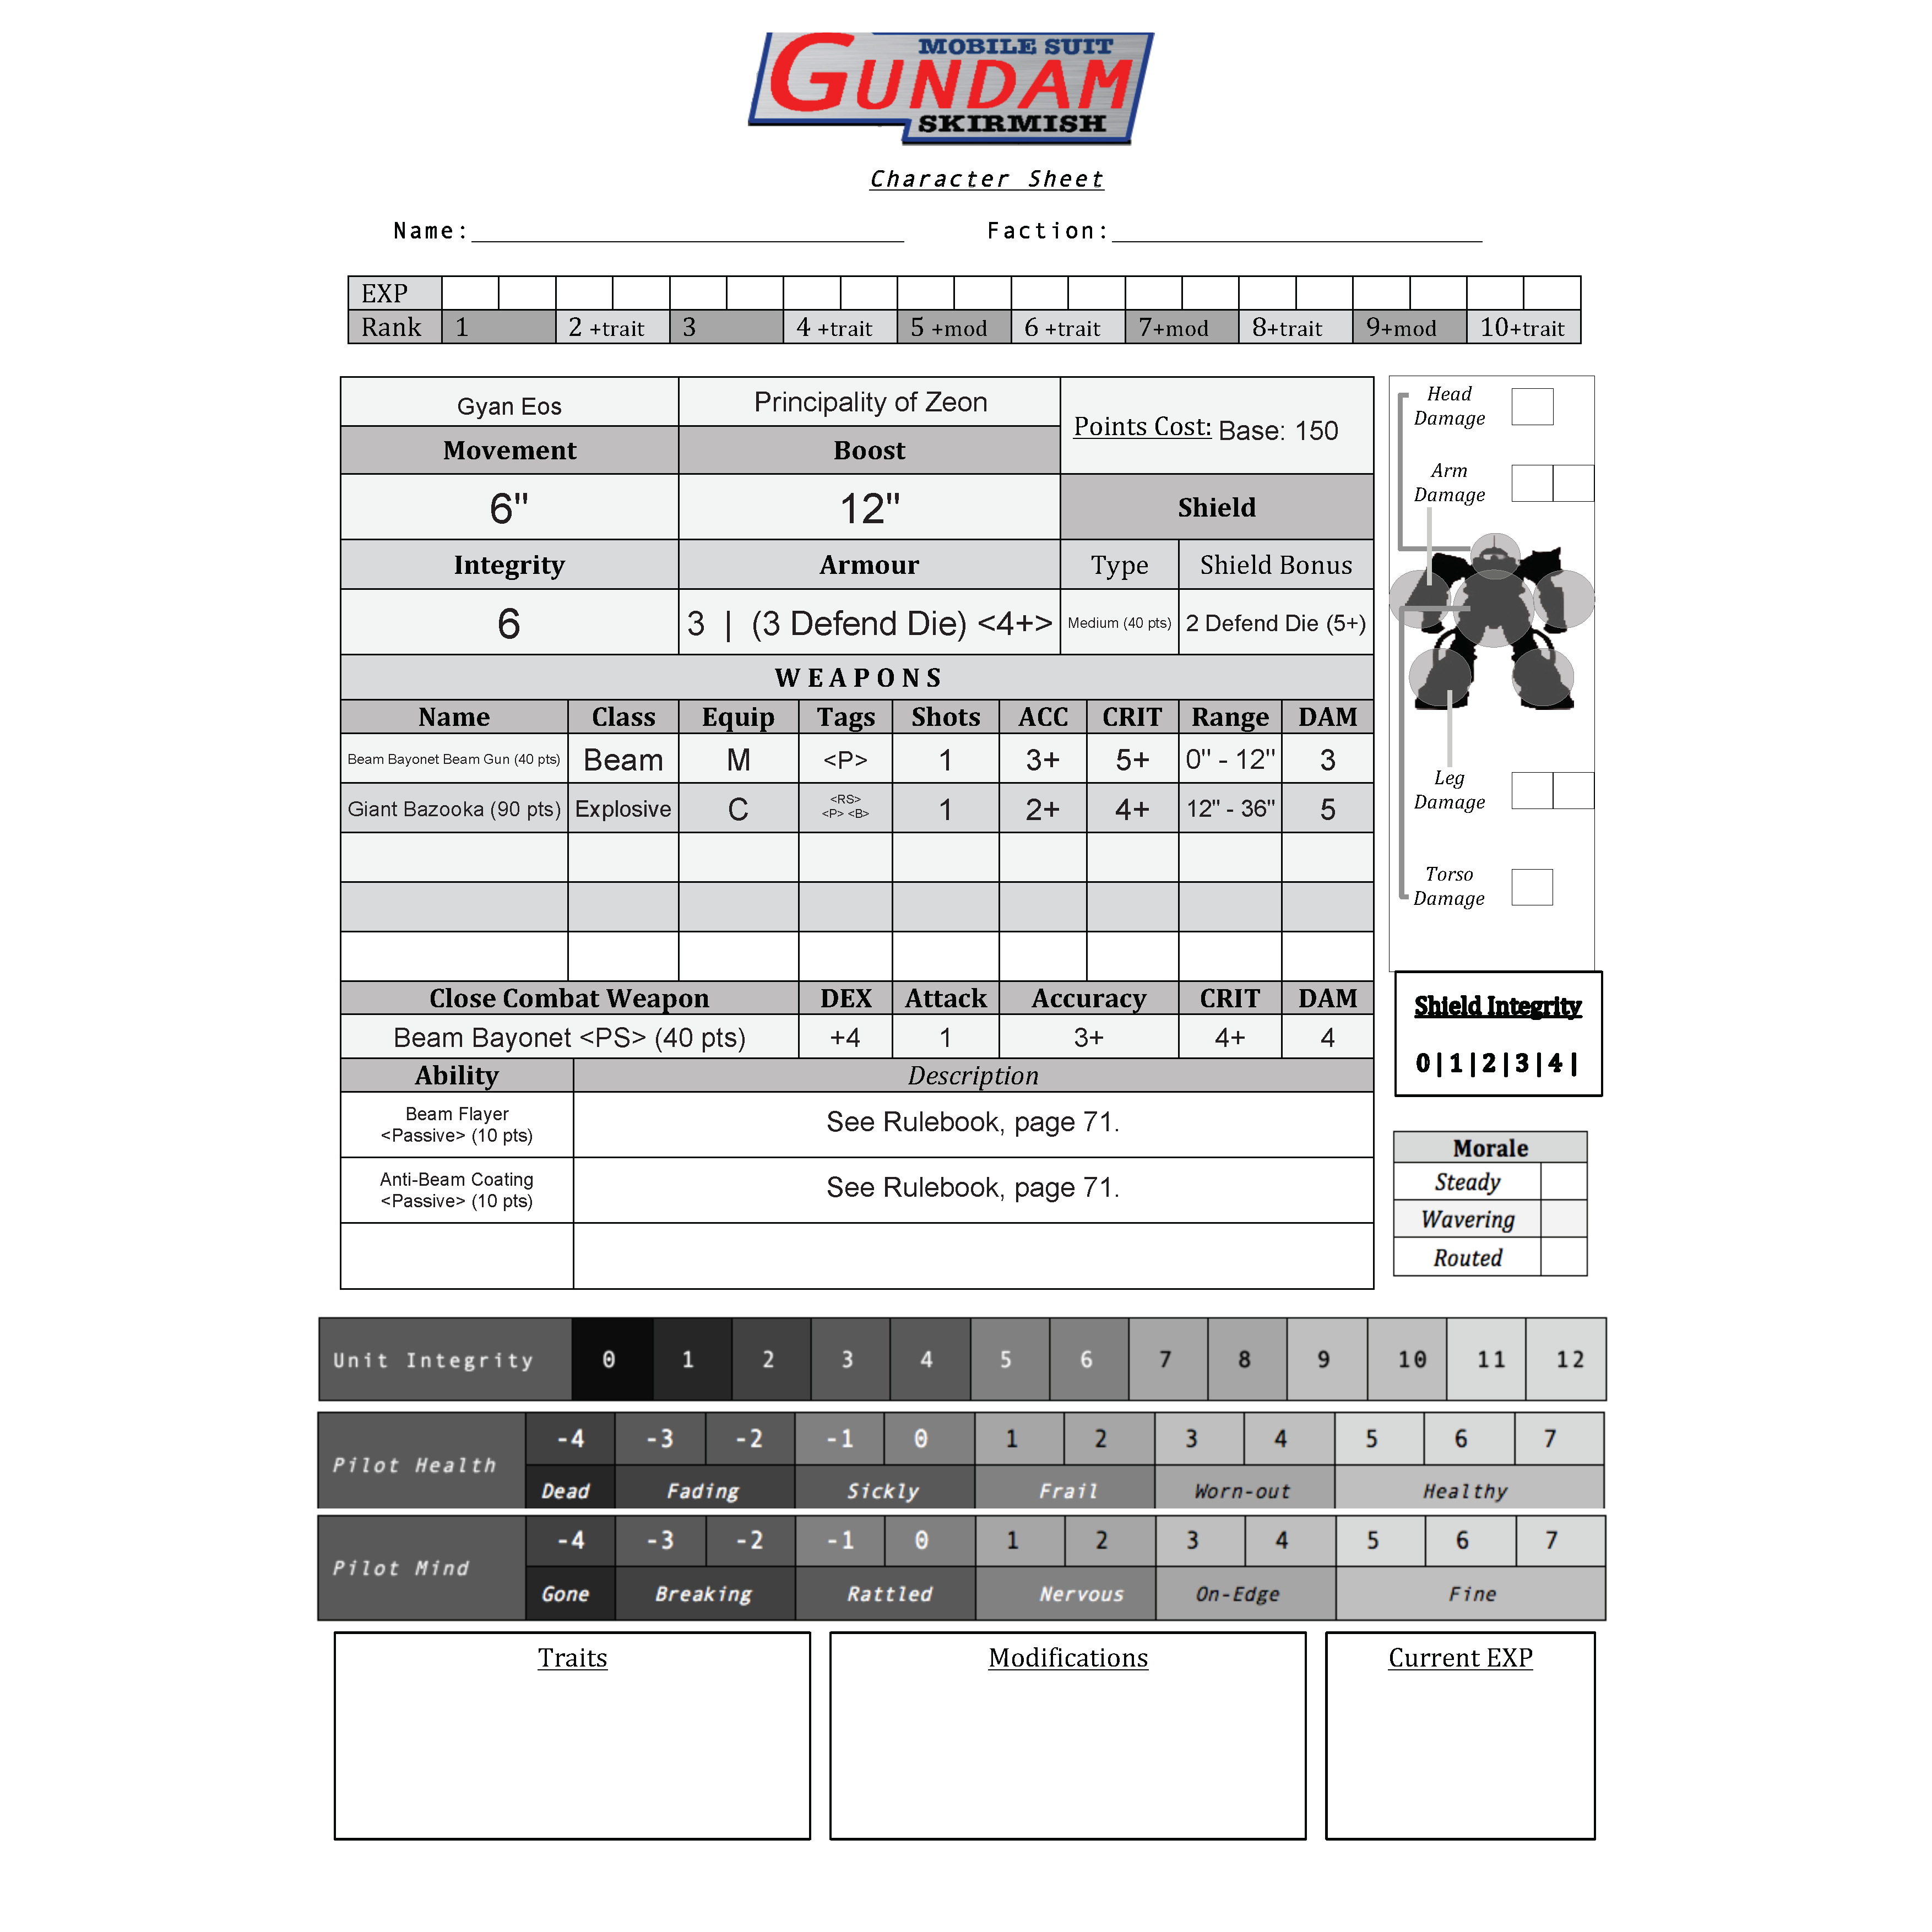 MOBILE SUIT
GUNDAM
SKIRMISH
Character Sheet
Name: Faction:
EXP
Rank 1 2 +trait 3 4 +trait 5 +mod 6 +trait 7+mod 8+trait 9+mod 10+trait
Gyan Eos Principality of Zeon Points Cost: Base: 150
Movement Boost
6" 12" Shield
Integrity Armour Type Shield Bonus
6 3 | (3 Defend Die) <4+> Medium (40 pts) 2 Defend Die (5+)
WEAPONS
Name Class Equip Tags Shots ACC CRIT Range DAM
Beam Bayonet Beam Gun (40 pts) Beam M <P> 1 3+ 5+ 0" - 12" 3
Giant Bazooka (90 pts) Explosive C <RS> <P> <B> 1 2+ 4+ 12" - 36" 5
Close Combat Weapon DEX Attack Accuracy CRIT DAM
Beam Bayonet <PS> (40 pts) +4 1 3+ 4+ 4
Ability Description
Beam Flayer
<Passive> (10 pts)
See Rulebook, page 71.
Anti-Beam Coating
<Passive> (10 pts)
See Rulebook, page 71.
Head
Damage
Arm
Damage
Leg
Damage
Torso
Damage
Shield Integrity
0|1|2|3|4|
Morale
Steady
Wavering
Routed
Unit Integrity 0 1 2 3 4 5 6 7 8 9 10 11 12
Pilot Health -4 -3 -2 -1 0 1 2 3 4 5 6 7
Dead Fading Sickly Frail Worn-out Healthy
Pilot Mind -4 -3 -2 -1 0 1 2 3 4 5 6 7
Gone Breaking Rattled Nervous On-Edge Fine
Traits Modifications Current EXP